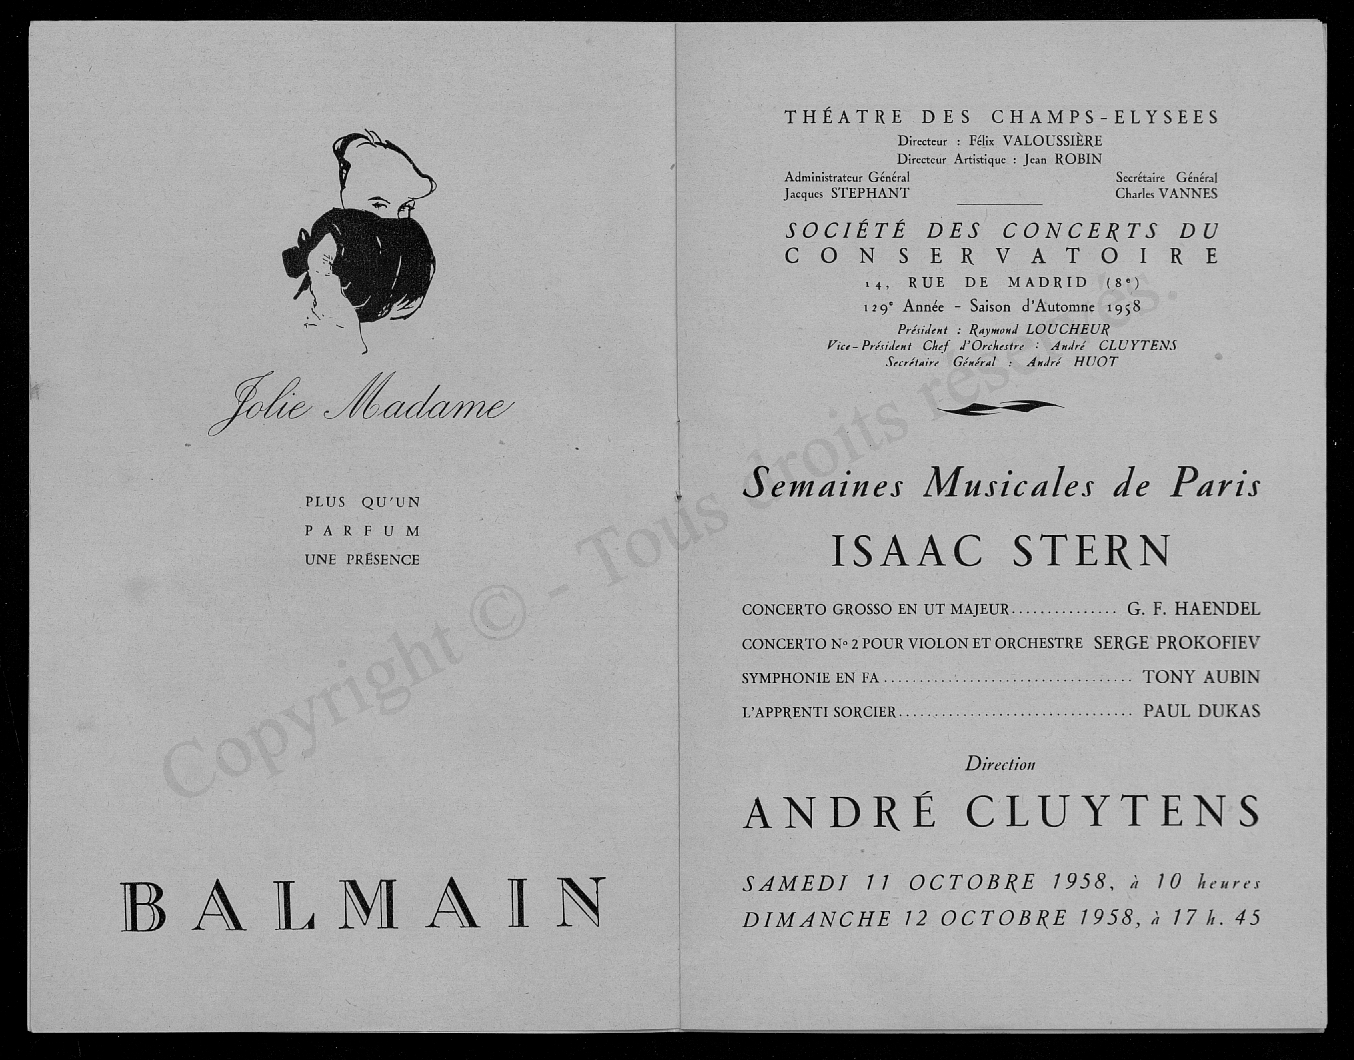 Jolie Madame
PLUS QU'UN
PARFUM
UNE PRÉSENCE
BALMAIN
THÉATRE DES CHAMPS-ELYSEES
Directeur : Félix VALOUSSIÈRE
Directeur Artistique : Jean ROBIN
Administrateur Général
Jacques STEPHANT
Secrétaire Général
Charles VANNES
SOCIÉTÉ DES CONCERTS DU
CONSERVATOIRE
14, RUE DE MADRID (8e)
129e Année - Saison d'Automne 1958
Président : Raymond LOUCHEUR
Vice-Président Chef d'Orchestre : André CLUYTENS
Secrétaire Général : André HUOT
Semaines Musicales de Paris
ISAAC STERN
CONCERTO GROSSO EN UT MAJEUR............... G. F. HAENDEL
CONCERTO No 2 POUR VIOLON ET ORCHESTRE SERGE PROKOFIEV
SYMPHONIE EN FA................................... TONY AUBIN
L'APPRENTI SORCIER................................. PAUL DUKAS
Direction
ANDRÉ CLUYTENS
SAMEDI 11 OCTOBRE 1958, à 10 heures
DIMANCHE 12 OCTOBRE 1958, à 17 h. 45
Copyright © - Tous droits réservés.